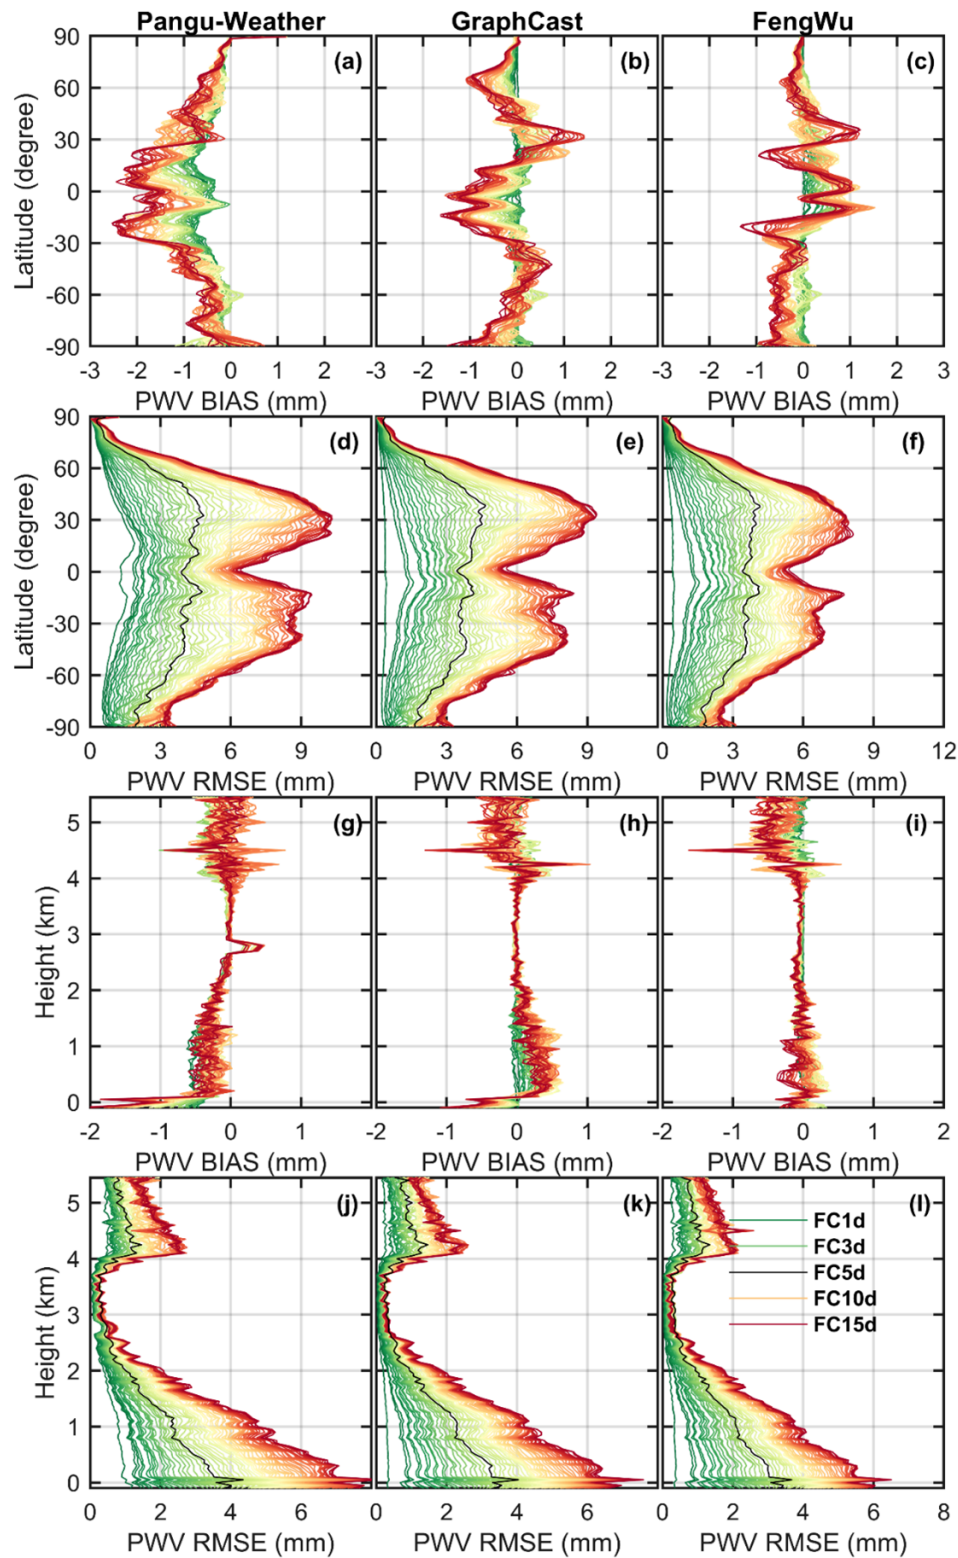 Pangu-Weather GraphCast FengWu
90 60 30 0 -30 -60 -90
Latitude (degree)
(a) (b) (c)
-3 -2 -1 0 1 2 -3 -2 -1 0 1 2 -3 -2 -1 0 1 2 3
PWV BIAS (mm) PWV BIAS (mm) PWV BIAS (mm)
90 60 30 0 -30 -60 -90
Latitude (degree)
(d) (e) (f)
0 3 6 9 0 3 6 9 0 3 6 9 12
PWV RMSE (mm) PWV RMSE (mm) PWV RMSE (mm)
5 4 3 2 1 0
Height (km)
(g) (h) (i)
-2 -1 0 1 -2 -1 0 1 -2 -1 0 1 2
PWV BIAS (mm) PWV BIAS (mm) PWV BIAS (mm)
5 4 3 2 1 0
Height (km)
(j) (k) (l)
FC1d
FC3d
FC5d
FC10d
FC15d
0 2 4 6 0 2 4 6 0 2 4 6 8
PWV RMSE (mm) PWV RMSE (mm) PWV RMSE (mm)